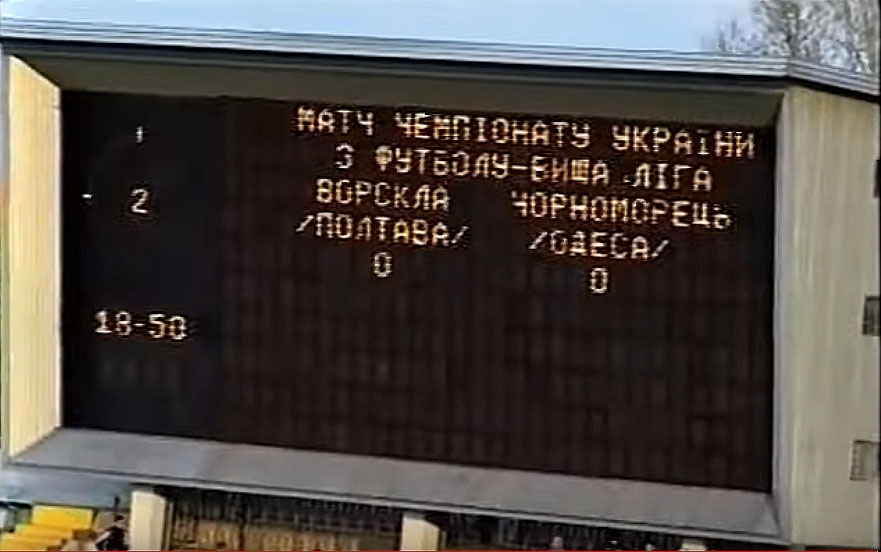 1
2
18-50
МАТЧ ЧЕМПІОНАТУ УКРАЇНИ
З ФУТБОЛУ-ВИЩА ЛІГА
ВОРСКЛА ЧОРНОМОРЕЦЬ
/ПОЛТАВА/ /ОДЕСА/
0 0